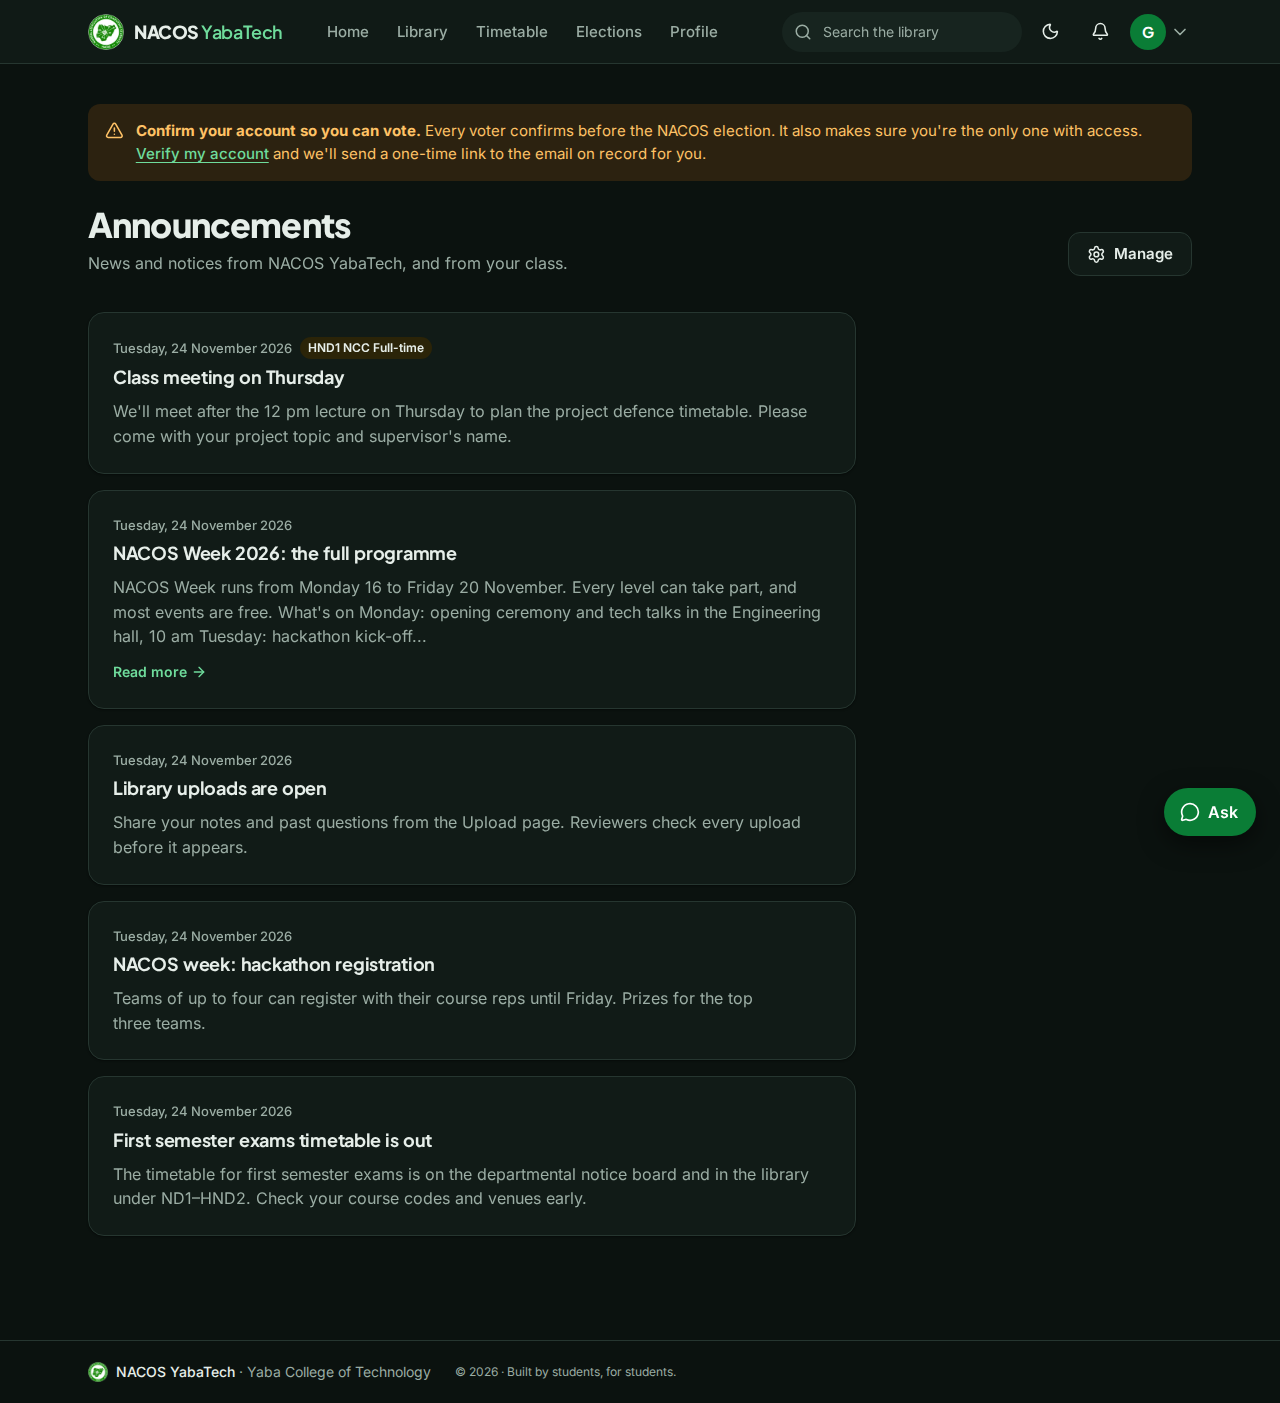 NACOS YabaTech
Home
Library
Timetable
Elections
Profile
Search the library
G
Confirm your account so you can vote. Every voter confirms before the NACOS election. It also makes sure you're the only one with access.
Verify my account and we'll send a one-time link to the email on record for you.
Announcements
News and notices from NACOS YabaTech, and from your class.
Manage
Tuesday, 24 November 2026 HND1 NCC Full-time
Class meeting on Thursday
We'll meet after the 12 pm lecture on Thursday to plan the project defence timetable. Please
come with your project topic and supervisor's name.
Tuesday, 24 November 2026
NACOS Week 2026: the full programme
NACOS Week runs from Monday 16 to Friday 20 November. Every level can take part, and
most events are free. What's on Monday: opening ceremony and tech talks in the Engineering
hall, 10 am Tuesday: hackathon kick-off...
Read more →
Tuesday, 24 November 2026
Library uploads are open
Share your notes and past questions from the Upload page. Reviewers check every upload
before it appears.
Ask
Tuesday, 24 November 2026
NACOS week: hackathon registration
Teams of up to four can register with their course reps until Friday. Prizes for the top
three teams.
Tuesday, 24 November 2026
First semester exams timetable is out
The timetable for first semester exams is on the departmental notice board and in the library
under ND1–HND2. Check your course codes and venues early.
NACOS YabaTech · Yaba College of Technology
© 2026 · Built by students, for students.